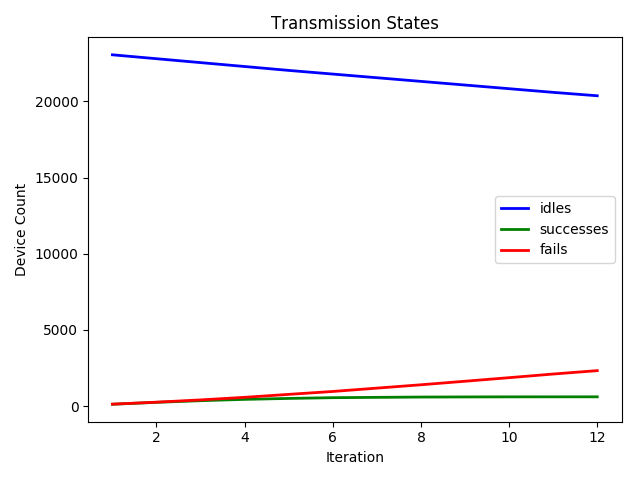 Transmission States
Device Count
20000
15000
10000
5000
0
idles
successes
fails
2 4 6 8 10 12
Iteration